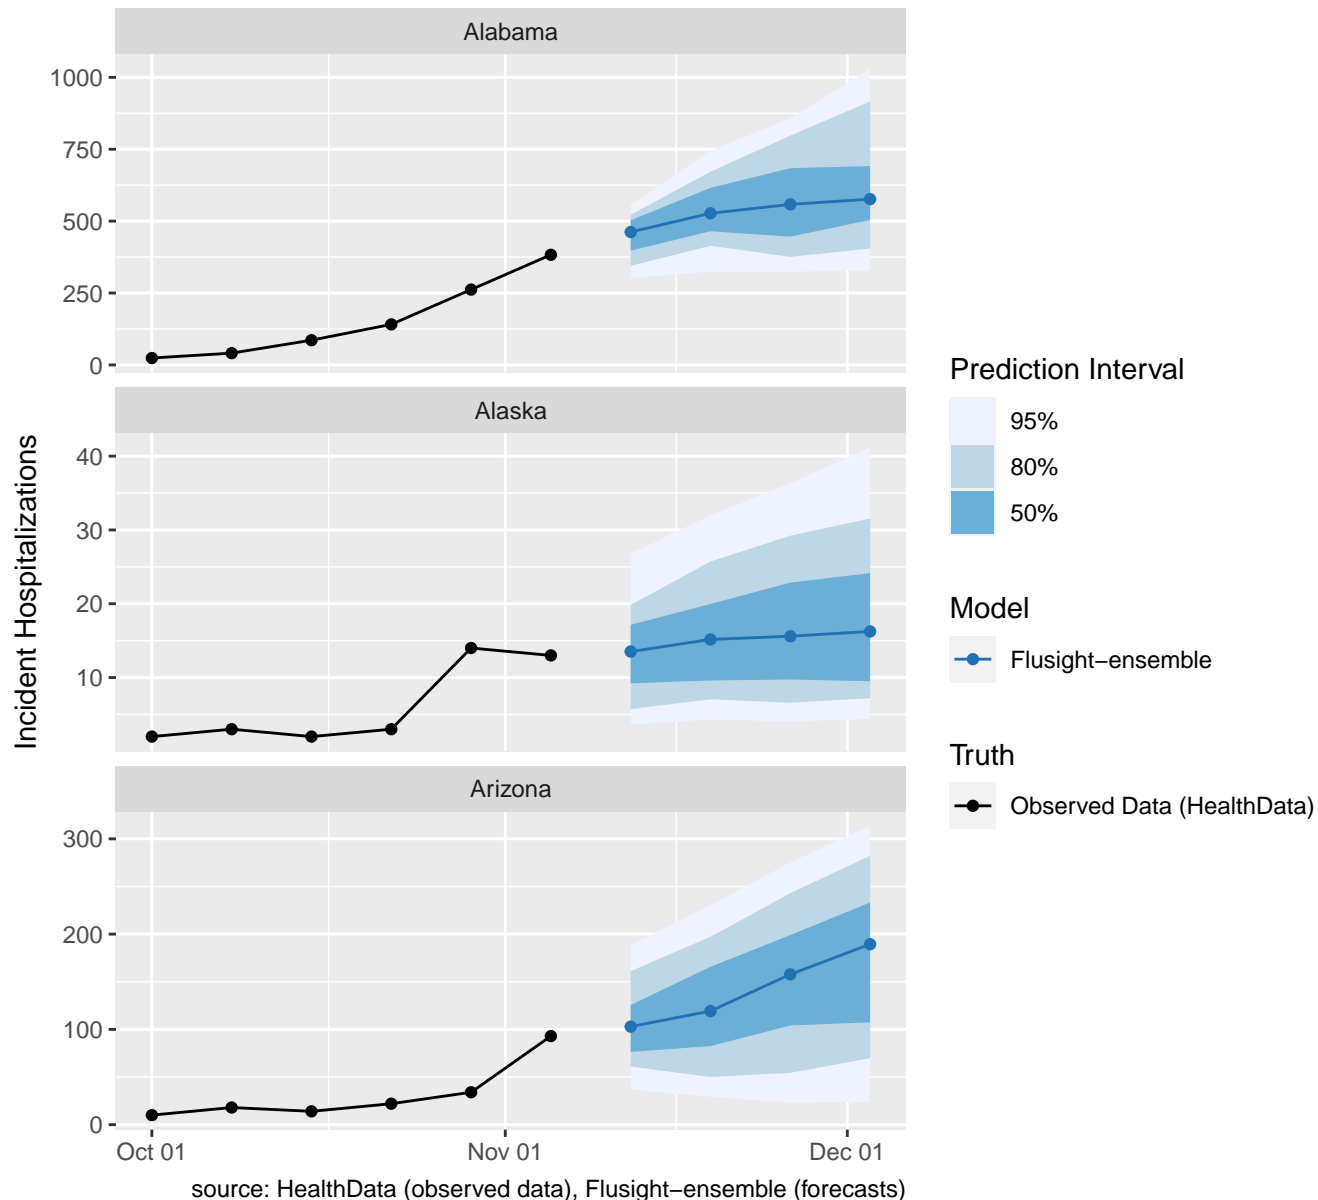 Alabama
1000
750
500
250
0
Alaska
40
30
20
10
Arizona
300
200
100
0
Oct 01
Nov 01
Dec 01
Incident Hospitalizations
source: HealthData (observed data), Flusight−ensemble (forecasts)
Prediction Interval
95%
80%
50%
Model
Flusight−ensemble
Truth
Observed Data (HealthData)